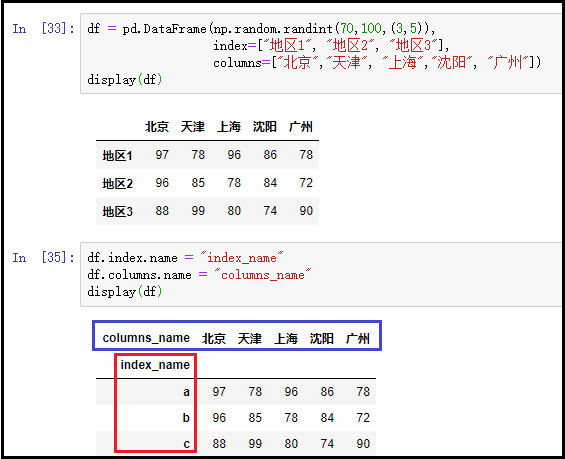 In [33]: df = pd.DataFrame(np.random.randint(70,100,(3,5)),
index=["地区1", "地区2", "地区3"],
columns=["北京","天津", "上海","沈阳", "广州"])
display(df)
北京 天津 上海 沈阳 广州
地区1 97 78 96 86 78
地区2 96 85 78 84 72
地区3 88 99 80 74 90
In [35]: df.index.name = "index_name"
df.columns.name = "columns_name"
display(df)
columns_name 北京 天津 上海 沈阳 广州
index_name
a 97 78 96 86 78
b 96 85 78 84 72
c 88 99 80 74 90